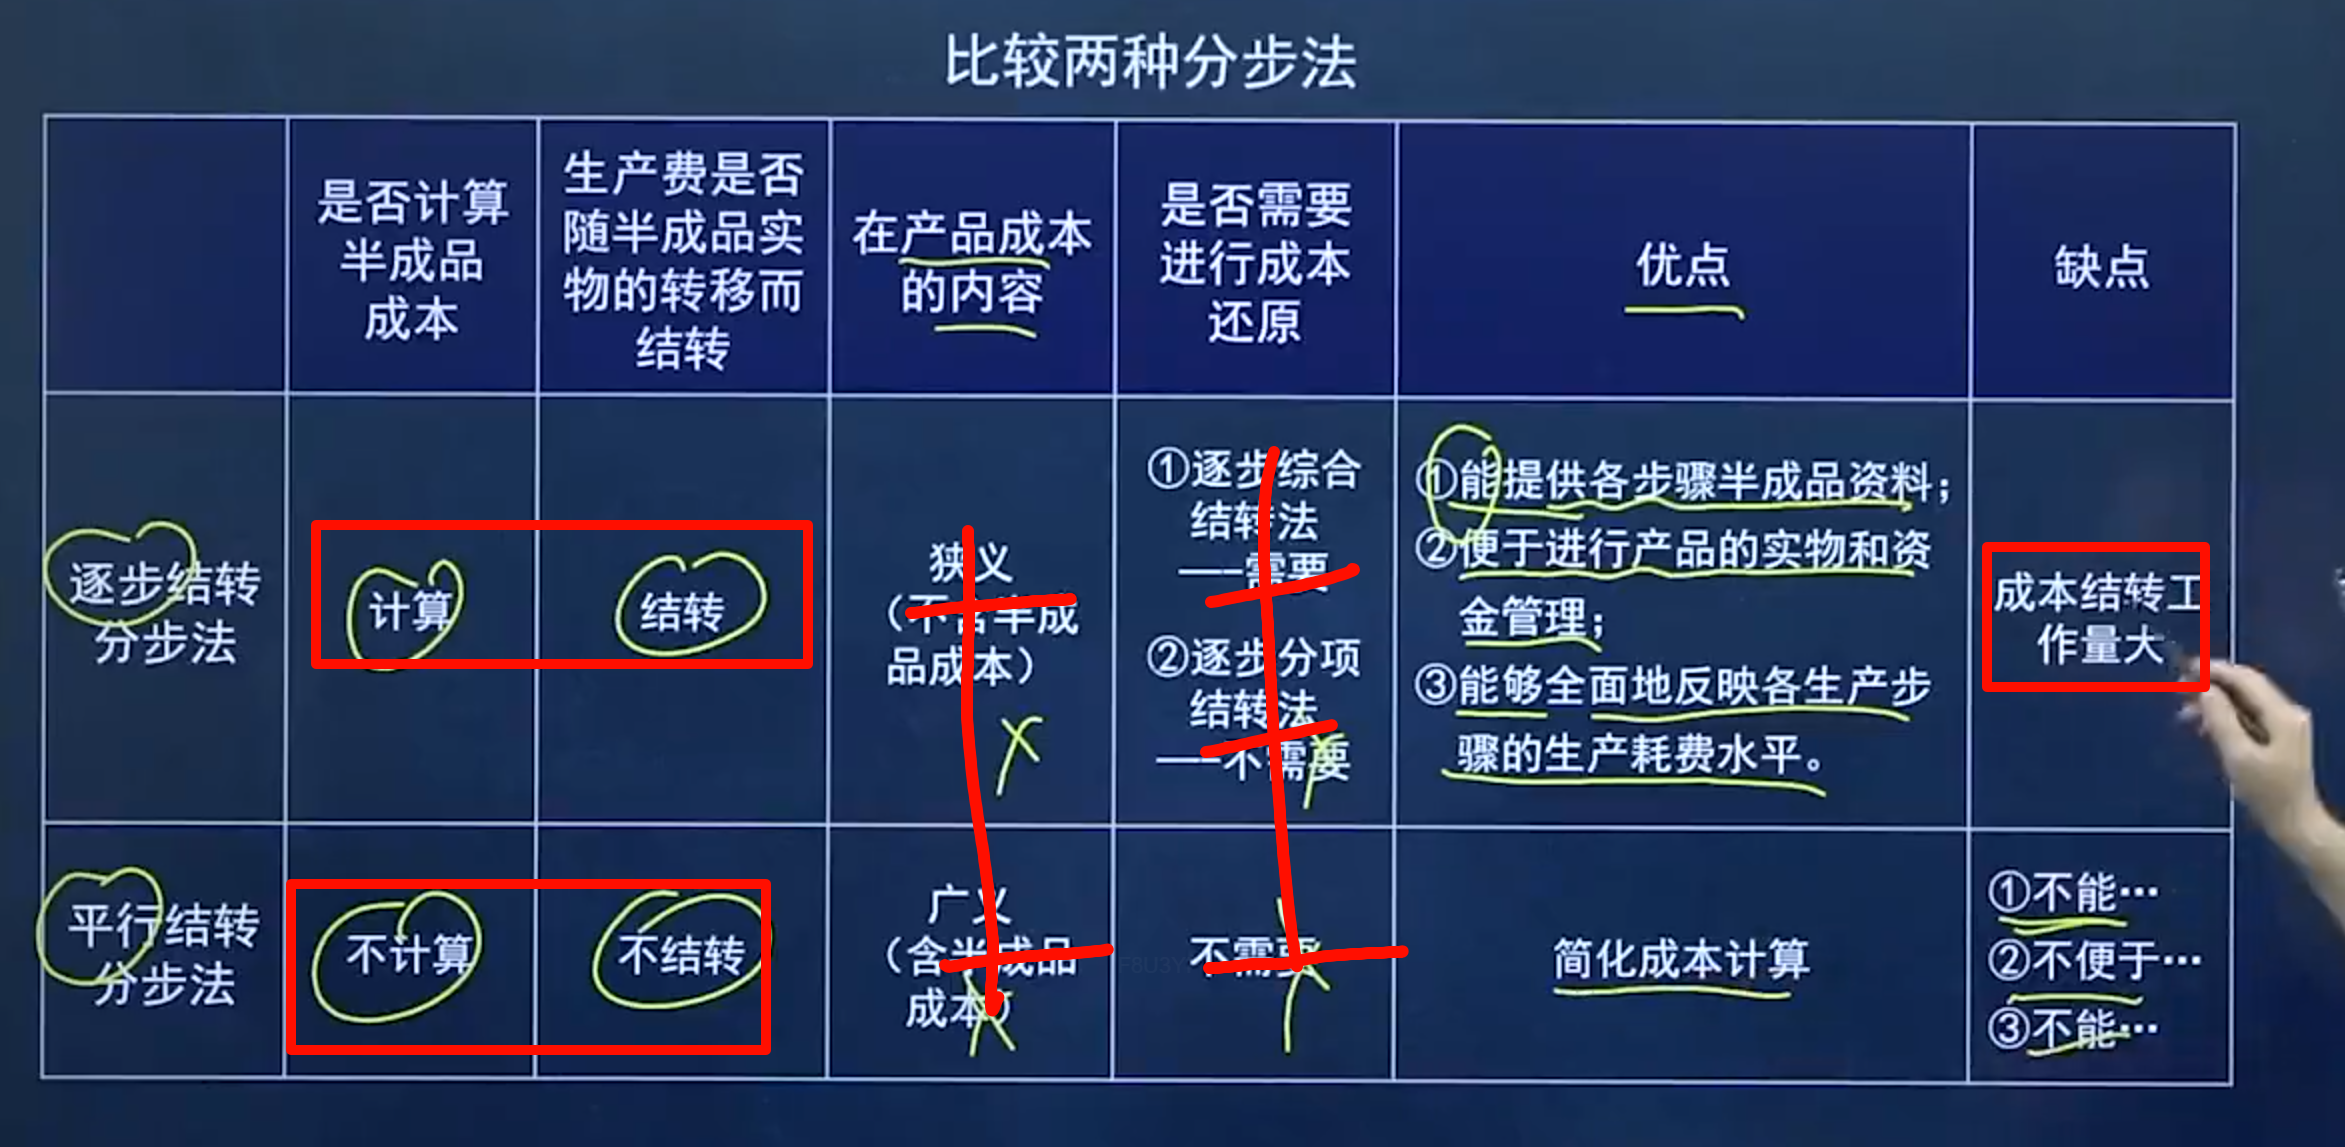 比较两种分步法
是否计算
半成品
成本
生产费是否
随半成品实
物的转移而
结转
在产品成本
的内容
是否需要
进行成本
还原
优点
缺点
逐步结转
分步法
计算
结转
狭义
（不含半成
品成本）
①逐步综合
结转法
——需要
②逐步分项
结转法
——不需要
①能提供各步骤半成品资料；
②便于进行产品的实物和资
金管理；
③能够全面地反映各生产步
骤的生产耗费水平。
成本结转工
作量大
平行结转
分步法
不计算
不结转
广义
（含半成品
成本）
不需要
简化成本计算
①不能…
②不便于…
③不能…